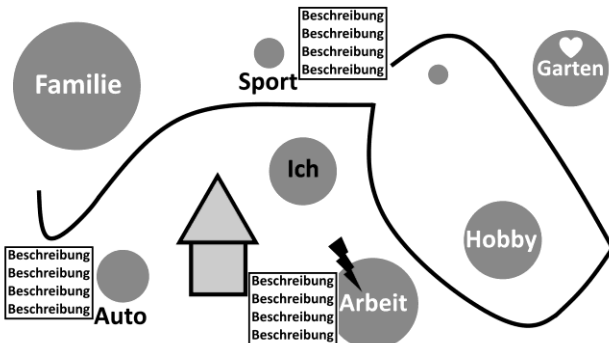 Familie
Sport
Beschreibung
Beschreibung
Beschreibung
Beschreibung
Garten
Ich
Hobby
Beschreibung
Beschreibung
Beschreibung
Beschreibung
Auto
Beschreibung
Beschreibung
Beschreibung
Beschreibung
Arbeit